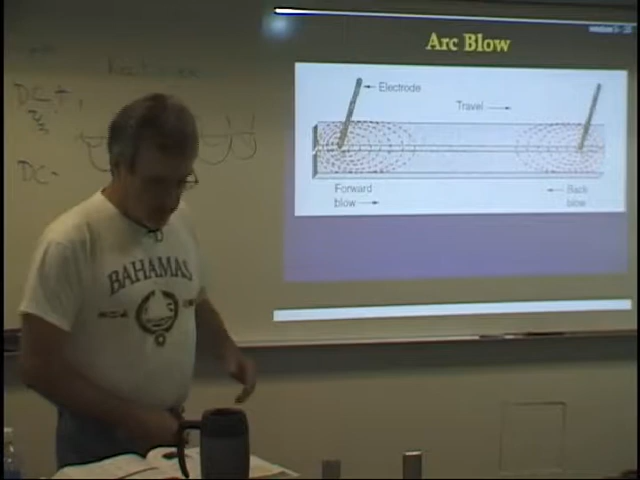 Arc Blow
Electrode
Travel
Forward
blow
Back
blow
DC+
DC-
BAHAMAS